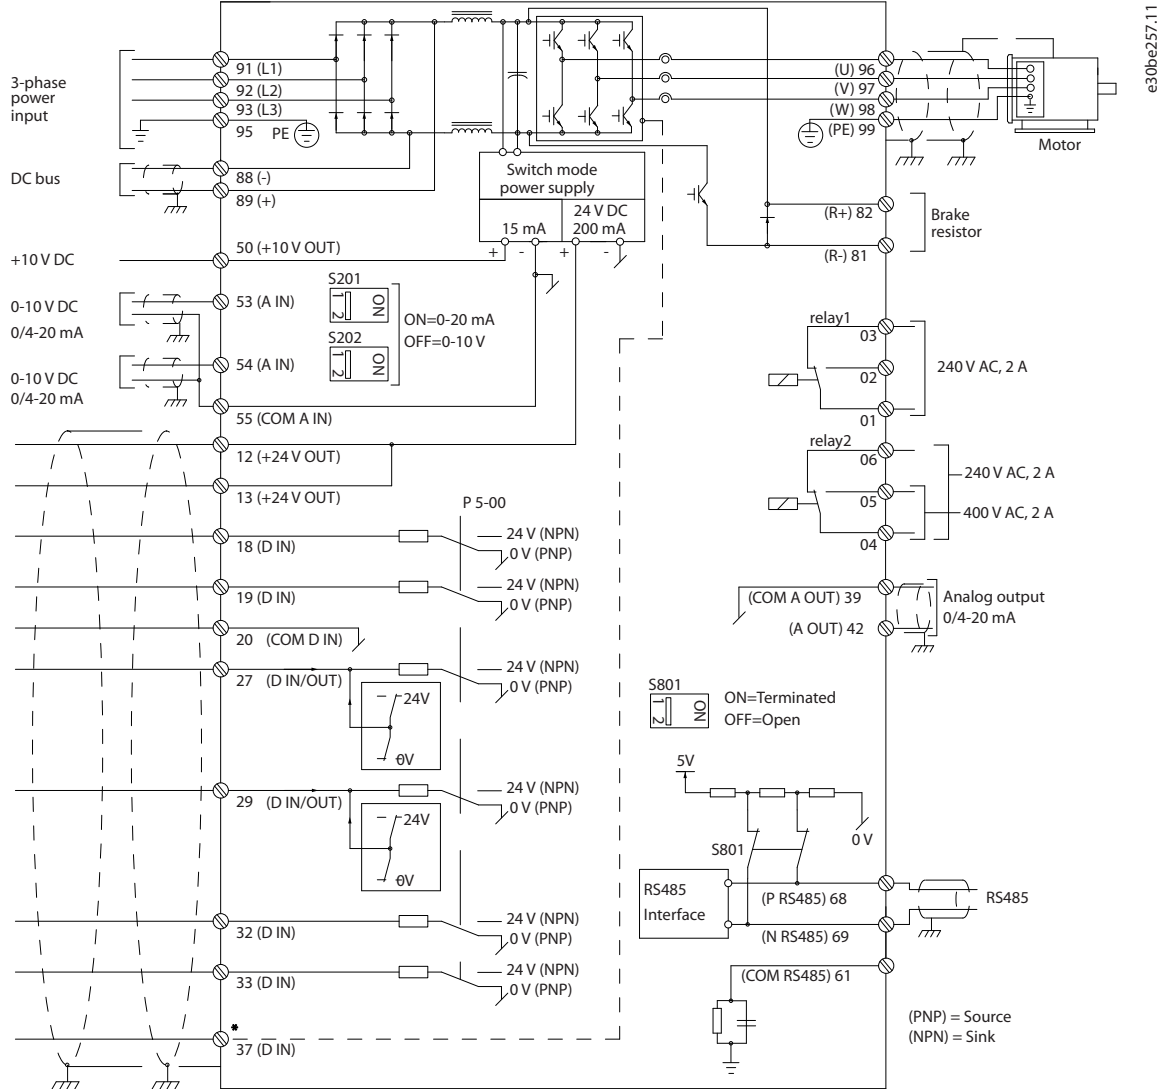 e30be257.11
3-phase
power
input
91 (L1)
92 (L2)
93 (L3)
95
PE
(U) 96
(V) 97
(W) 98
(PE) 99
Motor
DC bus
88 (-)
89 (+)
Switch mode
power supply
24 V DC
15 mA
200 mA
+
-
+
-
(R+) 82
(R-) 81
Brake
resistor
+10 V DC
50 (+10 V OUT)
0-10 V DC
0/4-20 mA
53 (A IN)
S201
ON
1 2
ON=0-20 mA
OFF=0-10 V
S202
ON
1 2
0-10 V DC
0/4-20 mA
54 (A IN)
55 (COM A IN)
12 (+24 V OUT)
13 (+24 V OUT)
relay1
03
02
01
240 V AC, 2 A
relay2
06
05
04
240 V AC, 2 A
400 V AC, 2 A
P 5-00
18 (D IN)
24 V (NPN)
0 V (PNP)
19 (D IN)
24 V (NPN)
0 V (PNP)
20 (COM D IN)
27 (D IN/OUT)
24 V (NPN)
0 V (PNP)
24V
0V
29 (D IN/OUT)
24 V (NPN)
0 V (PNP)
24V
0V
32 (D IN)
24 V (NPN)
0 V (PNP)
33 (D IN)
24 V (NPN)
0 V (PNP)
*
37 (D IN)
(COM A OUT) 39
(A OUT) 42
Analog output
0/4-20 mA
S801
ON
1 2
ON=Terminated
OFF=Open
5V
0 V
S801
RS485
Interface
(P RS485) 68
(N RS485) 69
RS485
(COM RS485) 61
(PNP) = Source
(NPN) = Sink